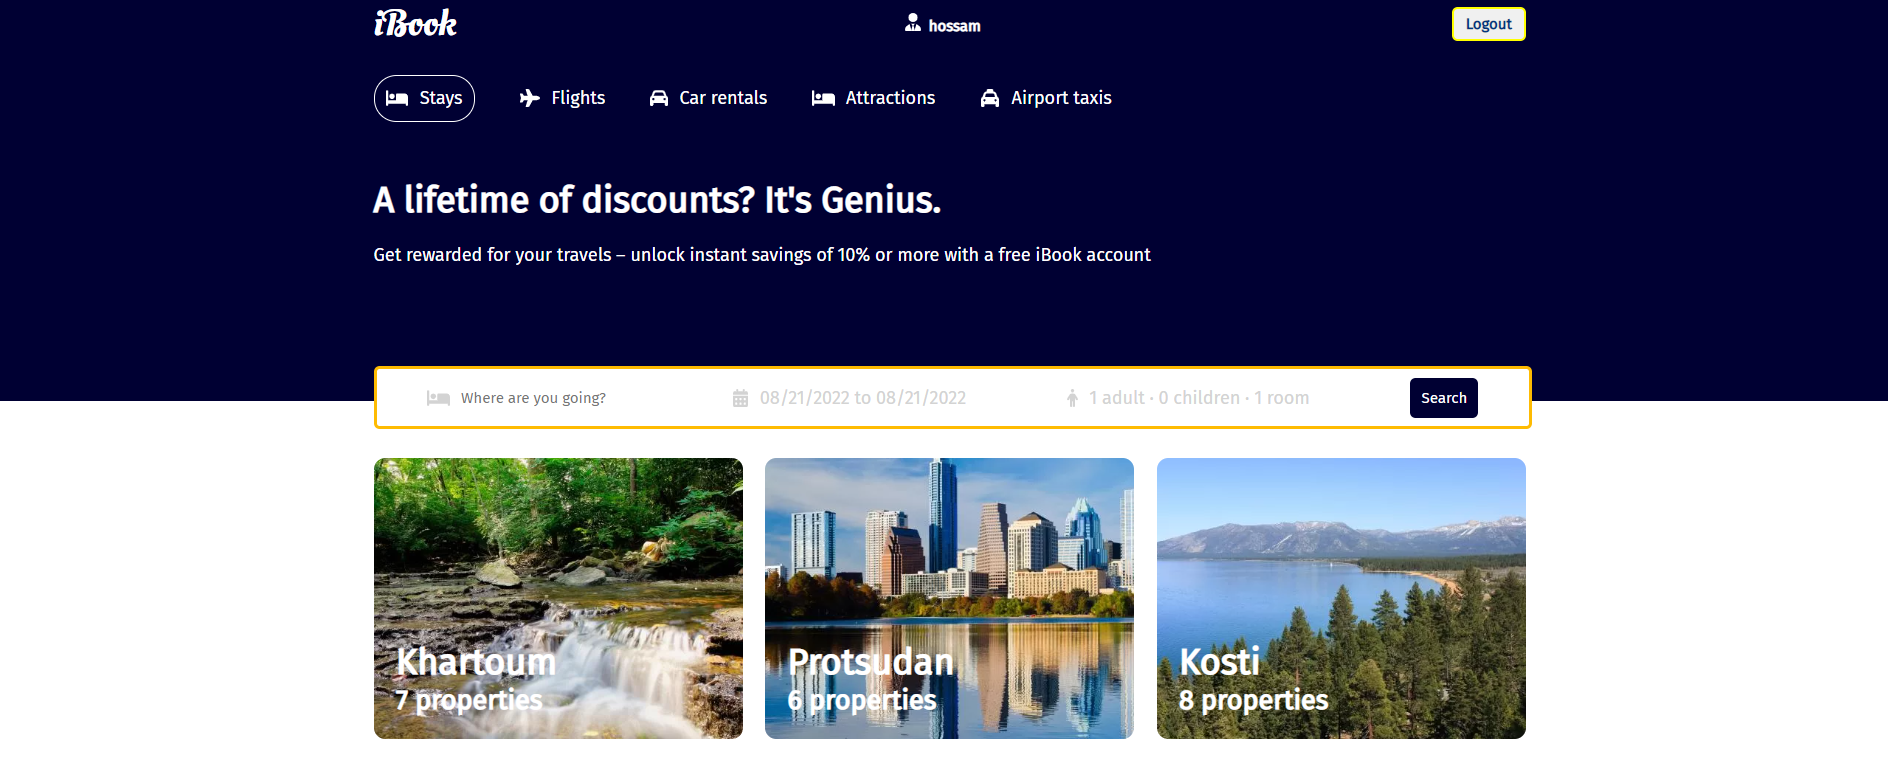 iBook
hossam
Logout
Stays
Flights
Car rentals
Attractions
Airport taxis
A lifetime of discounts? It's Genius.
Get rewarded for your travels – unlock instant savings of 10% or more with a free iBook account
Where are you going?
08/21/2022 to 08/21/2022
1 adult · 0 children · 1 room
Search
Khartoum
7 properties
Protsudan
6 properties
Kosti
8 properties